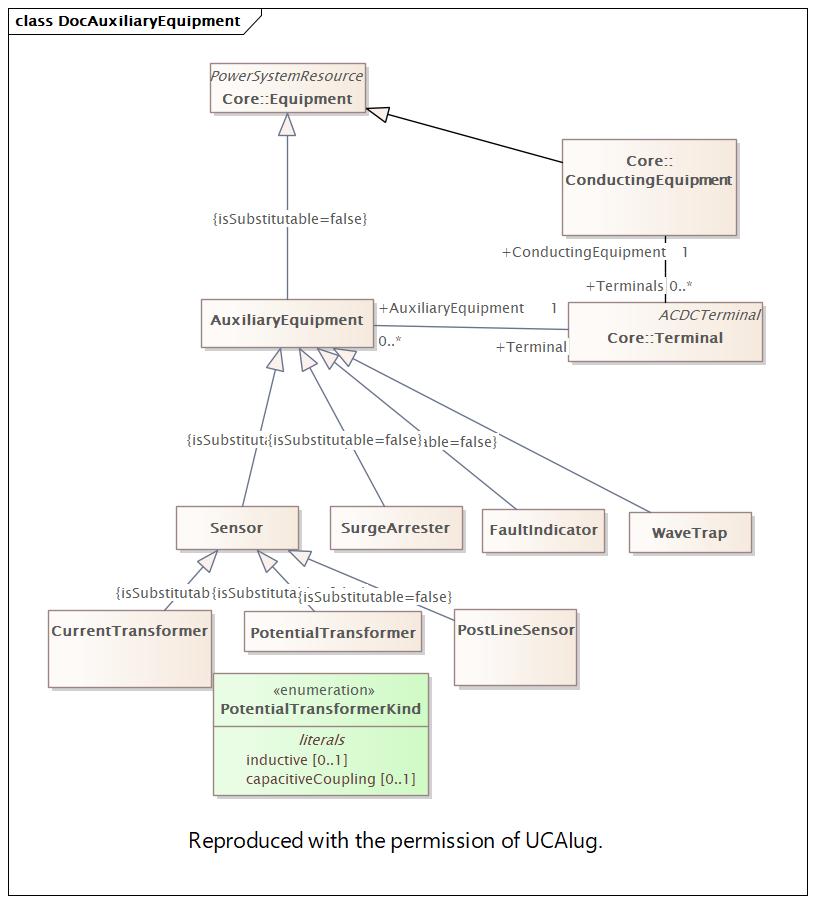 class DocAuxiliaryEquipment
PowerSystemResource
Core::Equipment
Core::
ConductingEquipment
{isSubstitutable=false}
+ConductingEquipment 1
+Terminals 0..*
+AuxiliaryEquipment 1
AuxiliaryEquipment
ACDCTerminal
Core::Terminal
0..*
+Terminal
{isSubstit
{isSubstitutable=false}
able=false}
Sensor
SurgeArrester
FaultIndicator
WaveTrap
{isSubstitutab
{isSubstituta
{isSubstitutable=false}
CurrentTransformer
PotentialTransformer
PostLineSensor
«enumeration»
PotentialTransformerKind
literals
inductive [0..1]
capacitiveCoupling [0..1]
Reproduced with the permission of UCAIug.